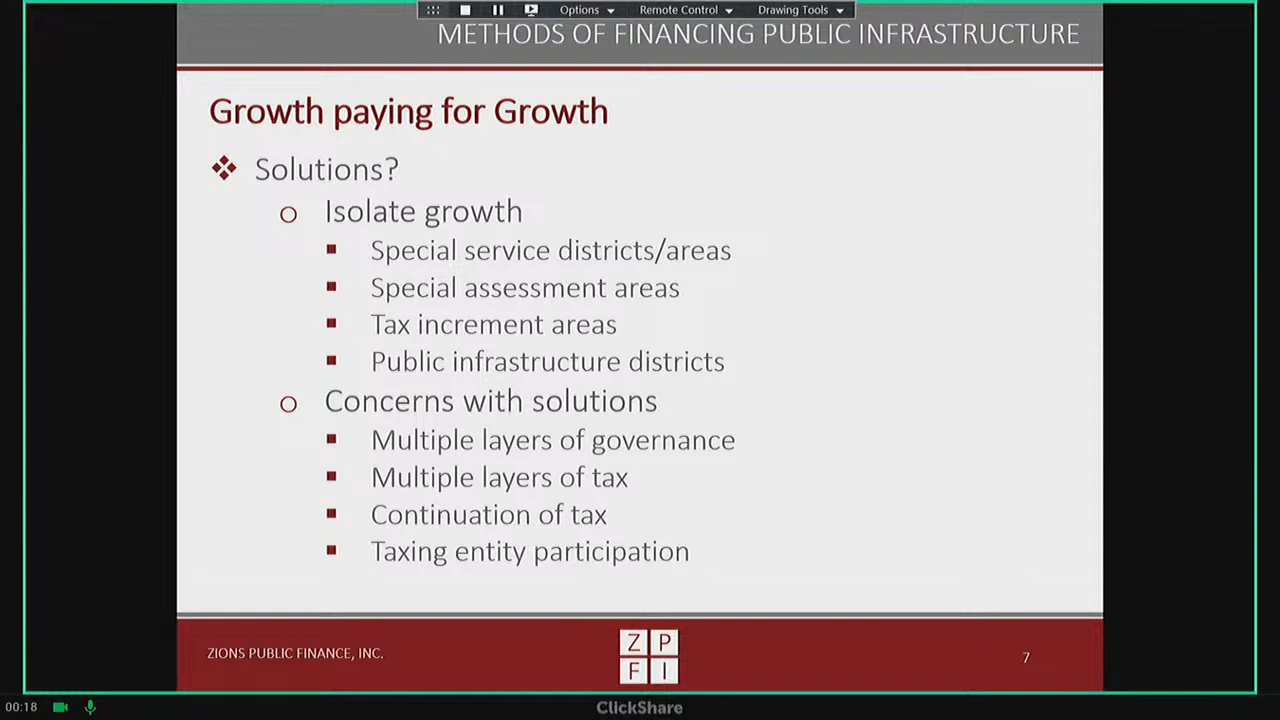 Options Remote Control Drawing Tools
METHODS OF FINANCING PUBLIC INFRASTRUCTURE
Growth paying for Growth
Solutions?
o Isolate growth
Special service districts/areas
Special assessment areas
Tax increment areas
Public infrastructure districts
o Concerns with solutions
Multiple layers of governance
Multiple layers of tax
Continuation of tax
Taxing entity participation
ZIONS PUBLIC FINANCE, INC.
Z P
F I
7
00:18
ClickShare